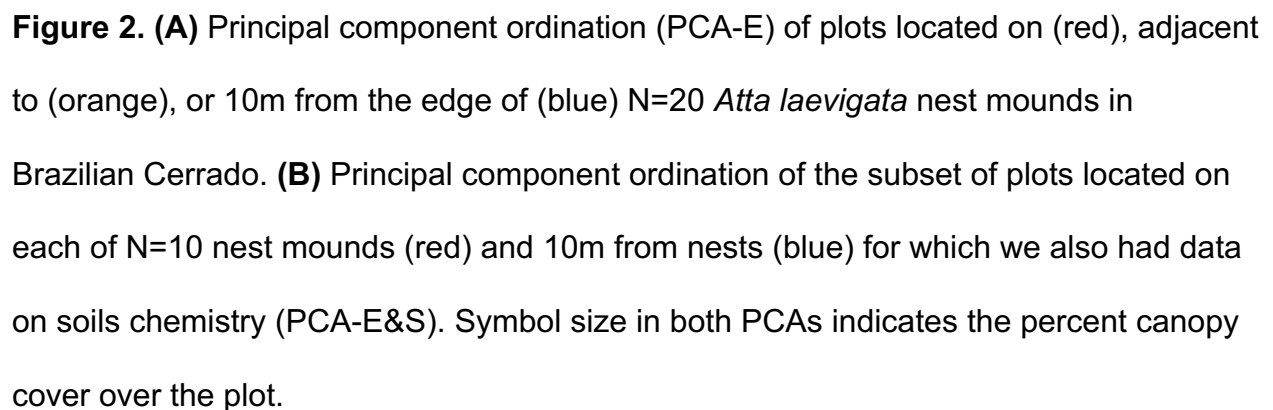 Figure 2. (A) Principal component ordination (PCA-E) of plots located on (red), adjacent
to (orange), or 10m from the edge of (blue) N=20 Atta laevigata nest mounds in
Brazilian Cerrado. (B) Principal component ordination of the subset of plots located on
each of N=10 nest mounds (red) and 10m from nests (blue) for which we also had data
on soils chemistry (PCA-E&S). Symbol size in both PCAs indicates the percent canopy
cover over the plot.